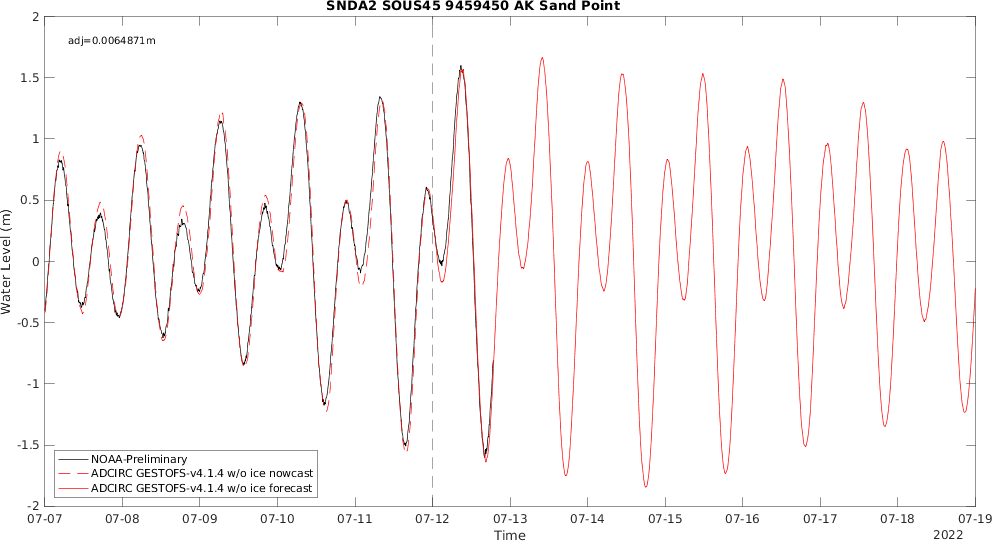 SNDA2 SOUS45 9459450 AK Sand Point
adj=0.0064871m
2
1.5
1
0.5
0
-0.5
-1
-1.5
-2
Water Level (m)
NOAA-Preliminary
ADCIRC GESTOFS-v4.1.4 w/o ice nowcast
ADCIRC GESTOFS-v4.1.4 w/o ice forecast
07-07 07-08 07-09 07-10 07-11 07-12 07-13 07-14 07-15 07-16 07-17 07-18 07-19
Time
2022